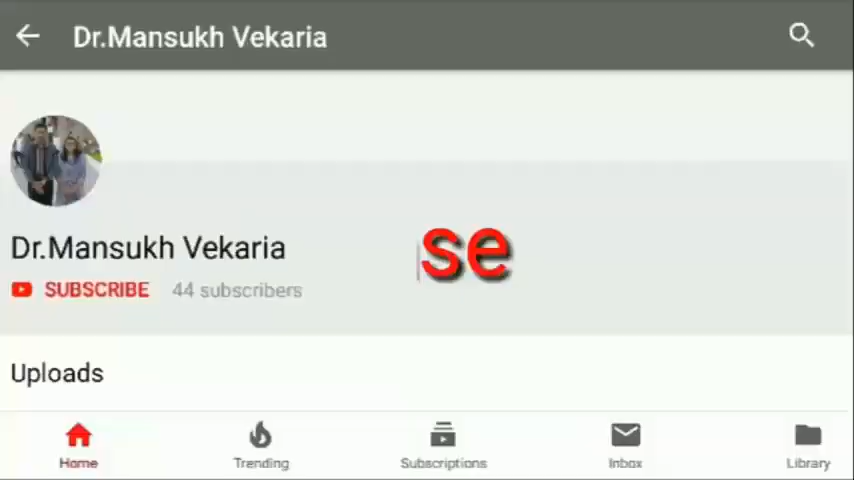 Dr.Mansukh Vekaria
Dr.Mansukh Vekaria
se
SUBSCRIBE 44 subscribers
Uploads
Home Trending Subscriptions Inbox Library